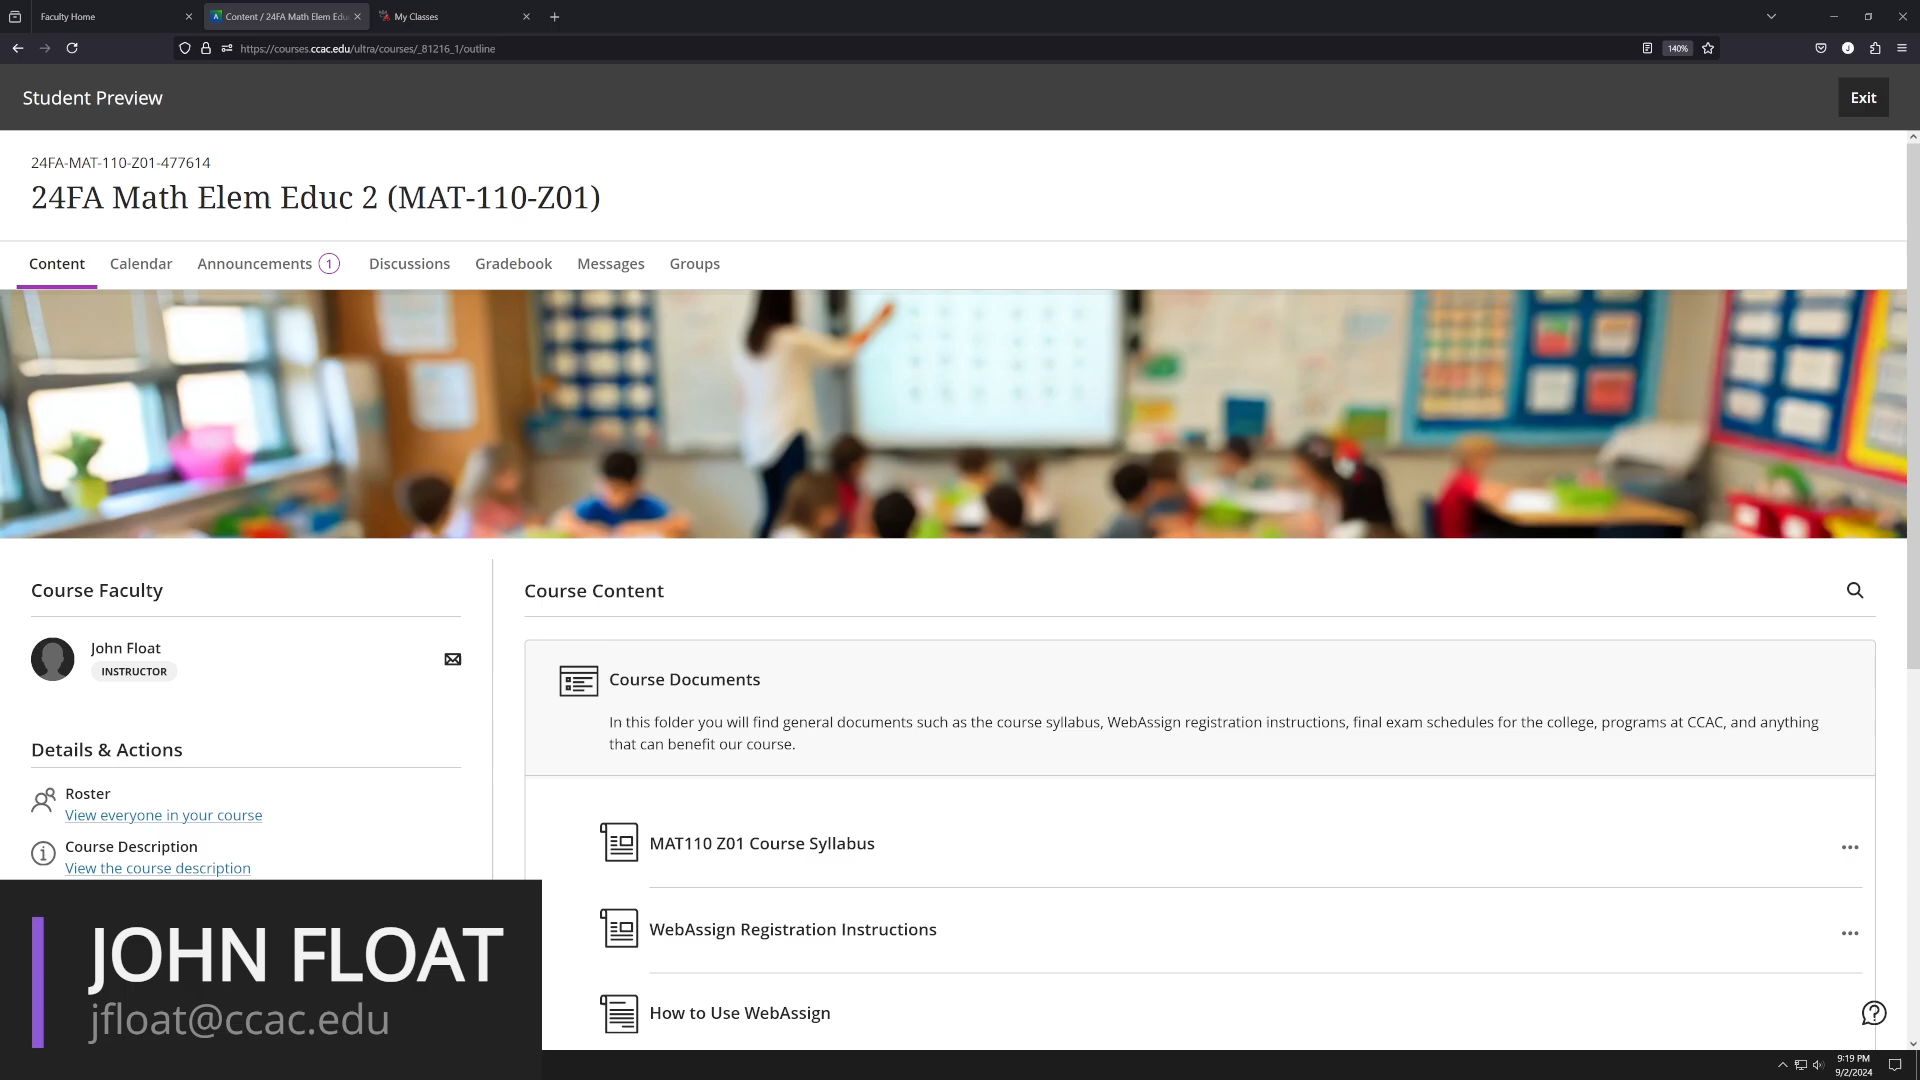 Faculty Home
Content / 24FA Math Elem Edu
My Classes
https://courses.ccac.edu/ultra/courses/_81216_1/outline
140%
Student Preview
Exit
24FA-MAT-110-Z01-477614
24FA Math Elem Educ 2 (MAT-110-Z01)
Content
Calendar
Announcements 1
Discussions
Gradebook
Messages
Groups
Course Faculty
John Float
INSTRUCTOR
Details & Actions
Roster
View everyone in your course
Course Description
View the course description
Course Content
Course Documents
In this folder you will find general documents such as the course syllabus, WebAssign registration instructions, final exam schedules for the college, programs at CCAC, and anything
that can benefit our course.
MAT110 Z01 Course Syllabus
WebAssign Registration Instructions
How to Use WebAssign
JOHN FLOAT
jfloat@ccac.edu
9:19 PM
9/2/2024